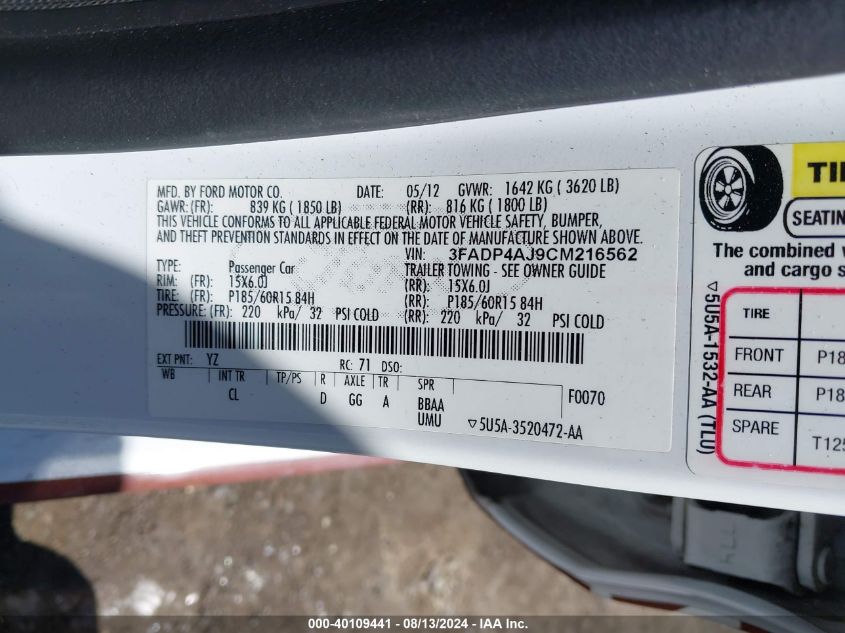 MFD. BY FORD MOTOR CO. DATE: 05/12 GVWR: 1642 KG ( 3620 LB)
GAWR: (FR): 839 KG ( 1850 LB) (RR): 816 KG ( 1800 LB)
THIS VEHICLE CONFORMS TO ALL APPLICABLE FEDERAL MOTOR VEHICLE SAFETY, BUMPER,
AND THEFT PREVENTION STANDARDS IN EFFECT ON THE DATE OF MANUFACTURE SHOWN ABOVE.
VIN: 3FADP4AJ9CM216562
TYPE: Passenger Car TRAILER TOWING - SEE OWNER GUIDE
RIM: (FR): 15X6.0J (RR): 15X6.0J
TIRE: (FR): P185/60R15 84H (RR): P185/60R15 84H
PRESSURE: (FR): 220 kPa/ 32 PSI COLD (RR): 220 kPa/ 32 PSI COLD
EXT PNT: YZ RC: 71 DSO:
WB INT TR TP/PS R AXLE TR SPR F0070
CL D GG A BBAA
UMU ▽5U5A-3520472-AA
TI
SEATIN
The combined
and cargo s
▽5U5A-1532-AA (TLU)
TIRE
FRONT P18
REAR P18
SPARE T125
000-40109441 - 08/13/2024 - IAA Inc.